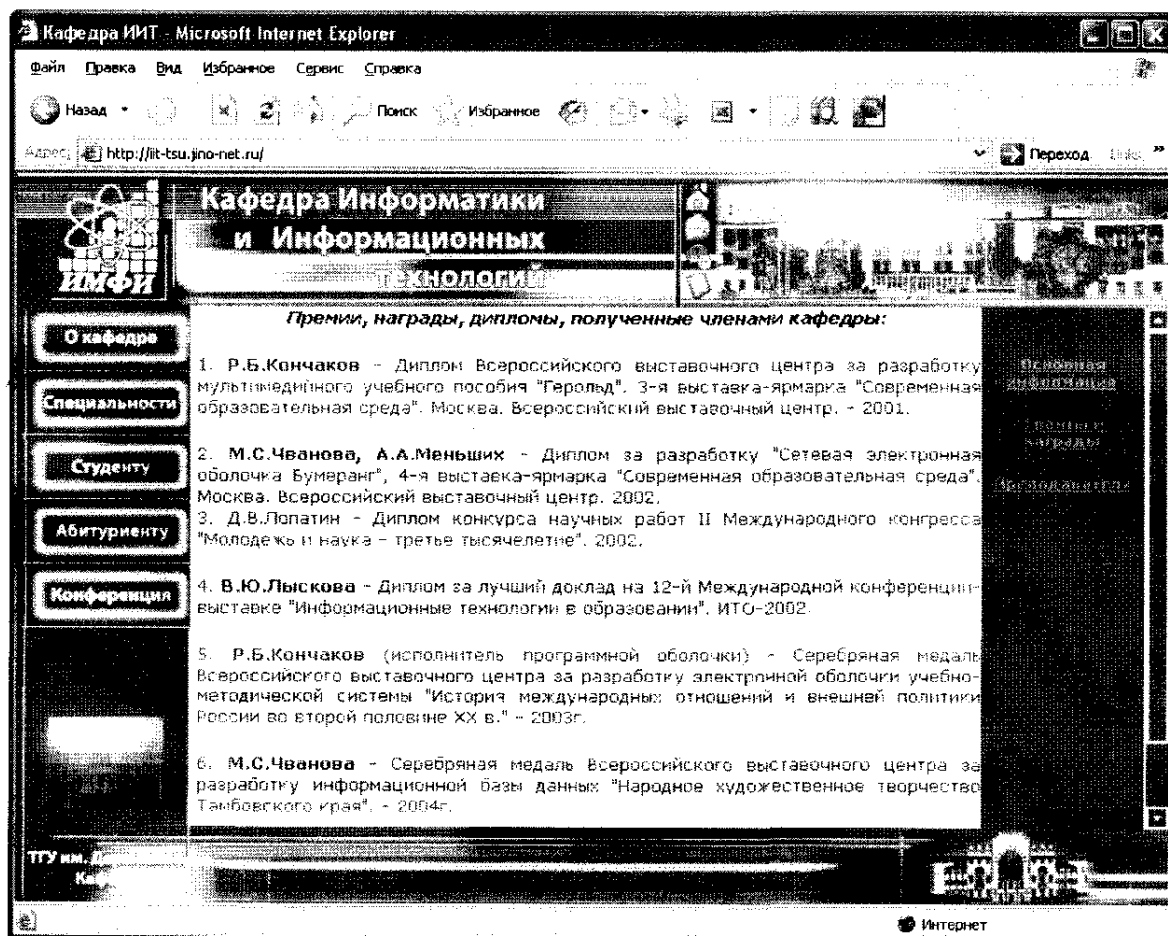 Кафедра ИИТ - Microsoft Internet Explorer
Файл Правка Вид Избранное Сервис Справка
Назад Поиск Избранное
Адрес: http://iit-tsu.jino-net.ru/ Переход Links »
Кафедра Информатики
и Информационных
технологий
ИМФИ
Премии, награды, дипломы, полученные членами кафедры:
О кафедре
Специальности
Студенту
Абитуриенту
Конференция
1. Р.Б.Кончаков - Диплом Всероссийского выставочного центра за разработку
мультимедийного учебного пособия "Герольд". 3-я выставка-ярмарка "Современная
образовательная среда". Москва. Всероссийский выставочный центр. - 2001.
2. М.С.Чванова, А.А.Меньших - Диплом за разработку "Сетевая электронная
оболочка Бумеранг", 4-я выставка-ярмарка "Современная образовательная среда".
Москва. Всероссийский выставочный центр. 2002.
3. Д.В.Лопатин - Диплом конкурса научных работ II Международного конгресса
"Молодежь и наука - третье тысячелетие". 2002.
4. В.Ю.Лыскова - Диплом за лучший доклад на 12-й Международной конференции-
выставке "Информационные технологии в образовании". ИТО-2002.
5. Р.Б.Кончаков (исполнитель программной оболочки) - Серебряная медаль
Всероссийского выставочного центра за разработку электронной оболочки учебно-
методической системы "История международных отношений и внешней политики
России во второй половине XX в." - 2003г.
6. М.С.Чванова - Серебряная медаль Всероссийского выставочного центра за
разработку информационной базы данных "Народное художественное творчество
Тамбовского края". - 2004г.
Основная
информация
награды
Преподаватели
ТГУ им.
Интернет